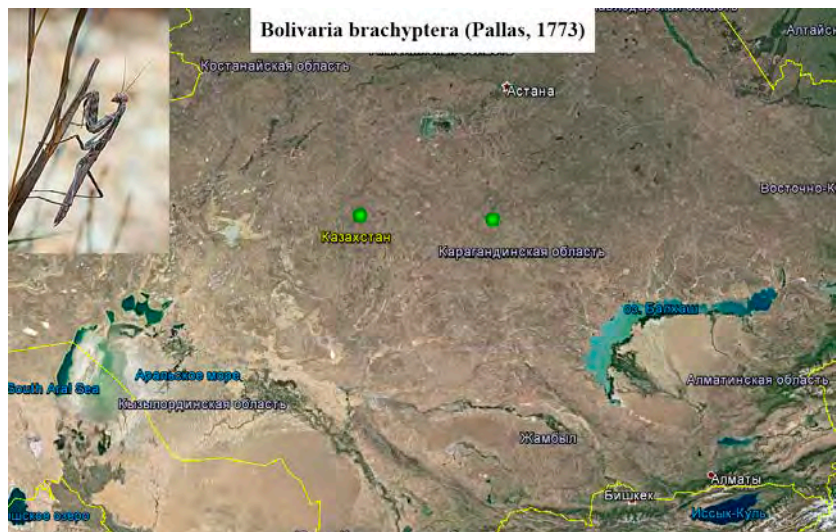 Bolivaria brachyptera (Pallas, 1773)
Костанайская область
Астана
Казахстан
Карагандинская область
оз. Балхаш
South Aral Sea
Аральское море
Кызылординская область
Алматинская область
Жамбыл
Алматы
Бишкек
Иссык-Куль